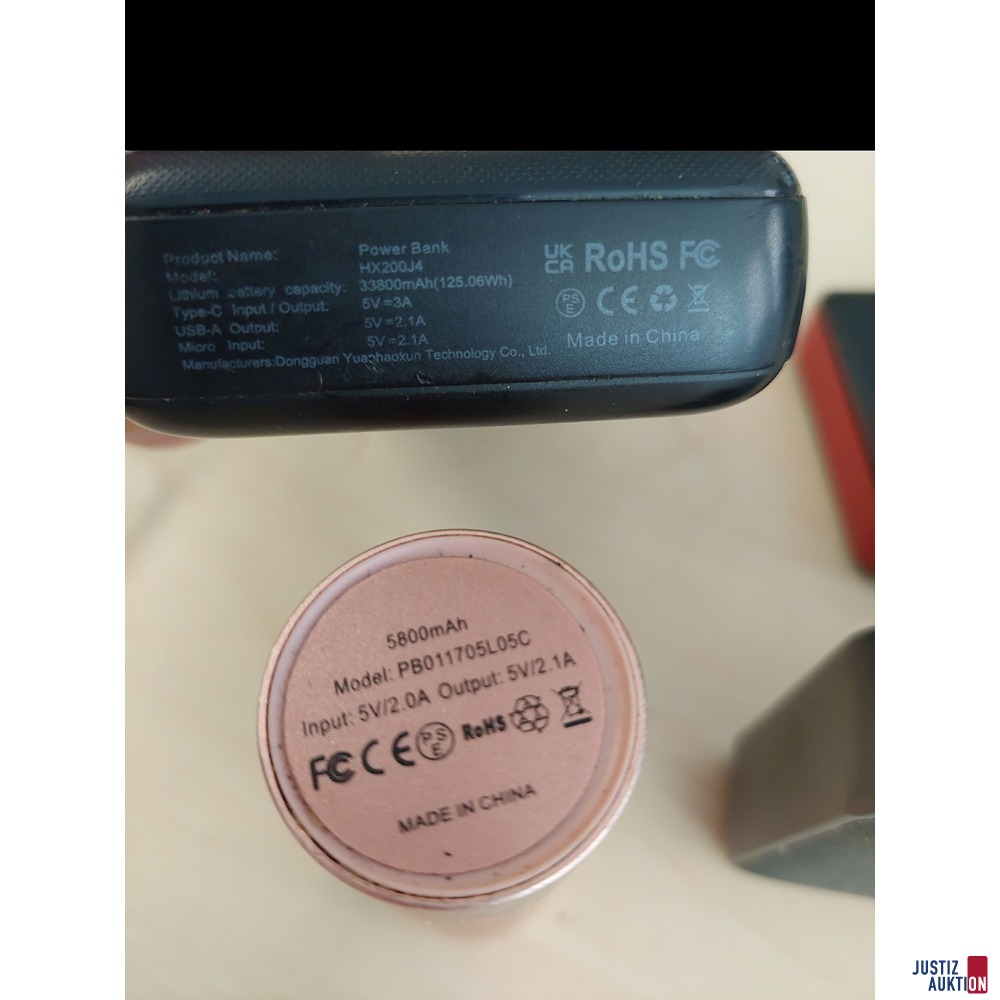 Product Name: Power Bank
Model: HX200J4
Lithium battery capacity: 33800mAh(125.06Wh)
Type-C Input / Output: 5V=3A
USB-A Output: 5V=2.1A
Micro Input: 5V=2.1A
Manufacturers:Dongguan Yuanhaoxun Technology Co., Ltd.
UK CA RoHS FC
PSE CE
Made in China
5800mAh
Model: PB011705L05C
Input: 5V/2.0A Output: 5V/2.1A
FC CE PSE RoHS
MADE IN CHINA
JUSTIZ
AUKTION